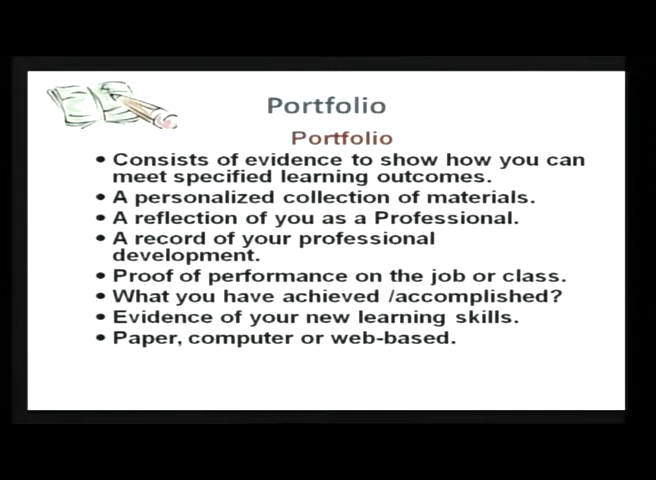 Portfolio
Portfolio
• Consists of evidence to show how you can
meet specified learning outcomes.
• A personalized collection of materials.
• A reflection of you as a Professional.
• A record of your professional
development.
• Proof of performance on the job or class.
• What you have achieved /accomplished?
• Evidence of your new learning skills.
• Paper, computer or web-based.